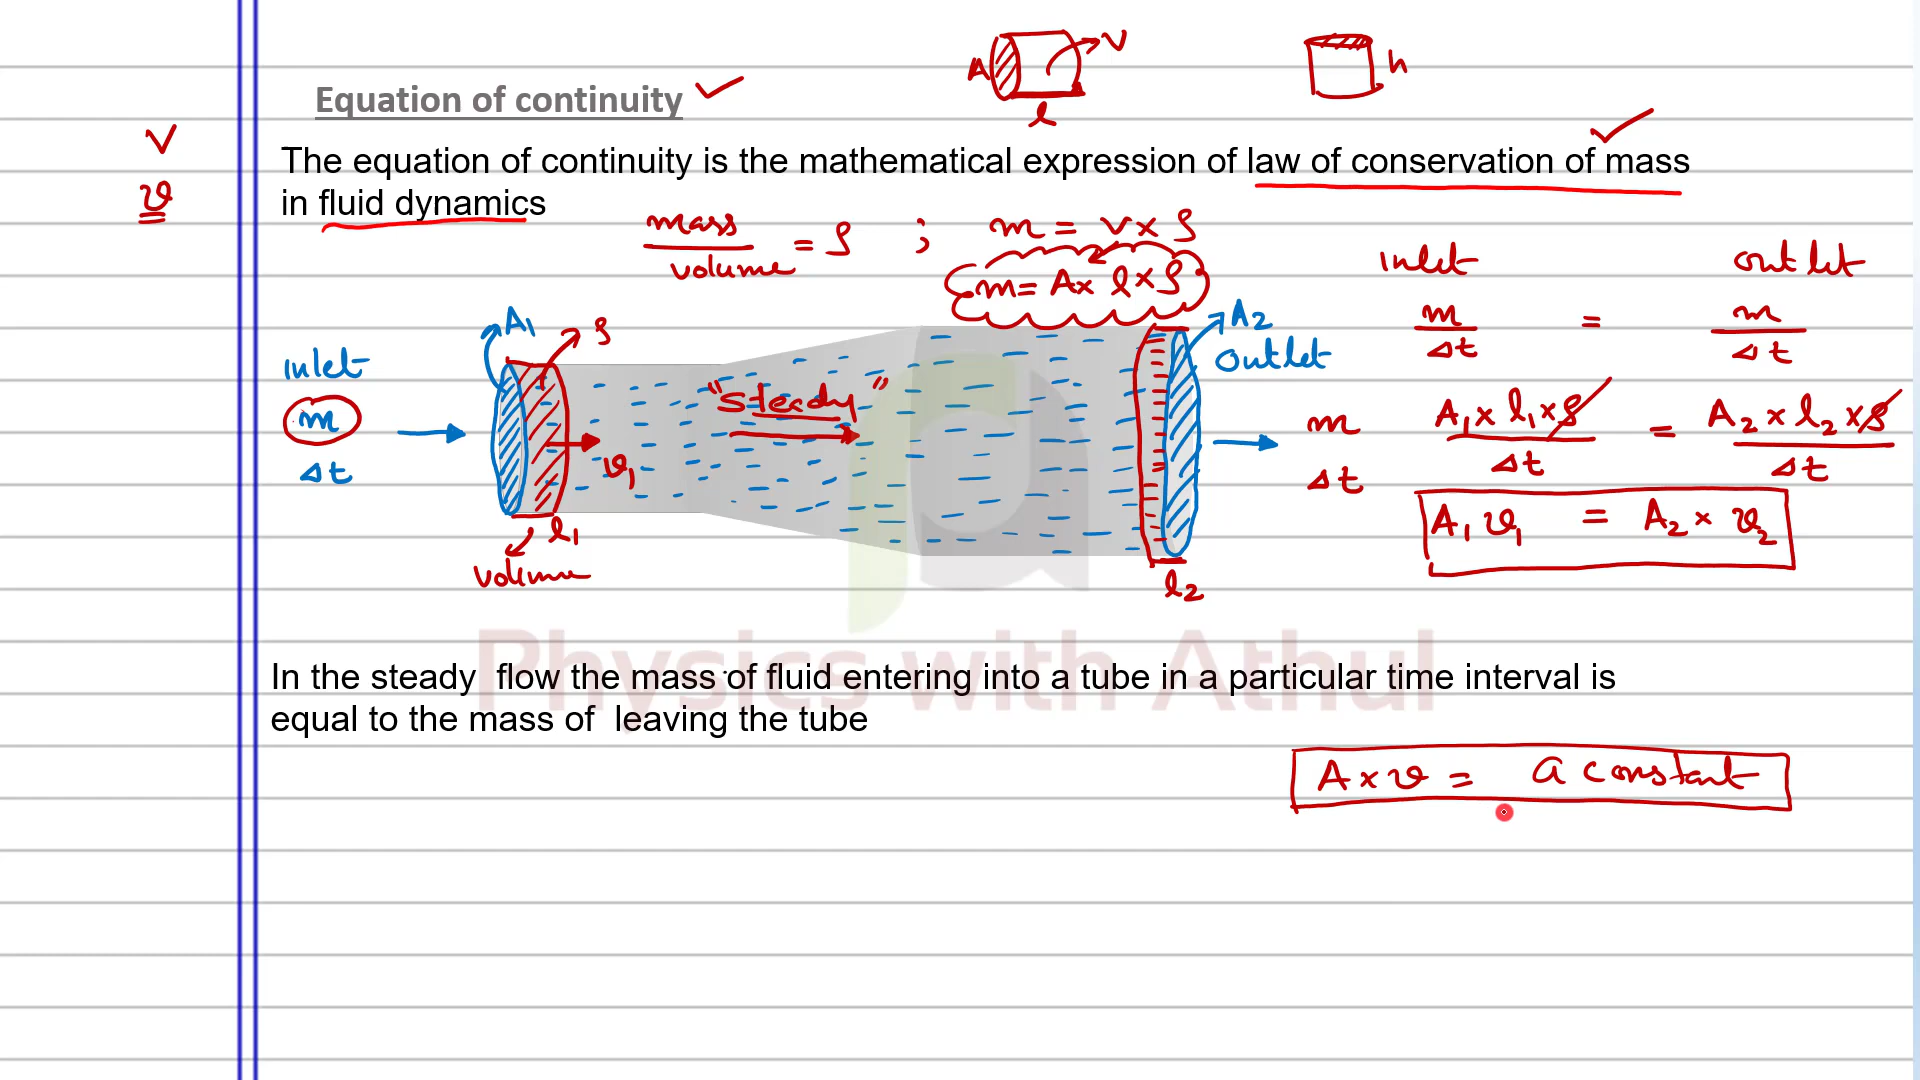 A l V
h
Equation of continuity
V
The equation of continuity is the mathematical expression of law of conservation of mass
in fluid dynamics
v
mass / volume = ρ ; m = V × ρ
m = A × l × ρ
inlet outlet
m / Δt = m / Δt
A₁ ρ A₂
inlet outlet
m "steady"
Δt v₁
m / Δt A₁ × l₁ × ρ / Δt = A₂ × l₂ × ρ / Δt
A₁ v₁ = A₂ × v₂
l₁
volume l₂
Physics with Athul
In the steady flow the mass of fluid entering into a tube in a particular time interval is
equal to the mass of leaving the tube
A × v = a constant